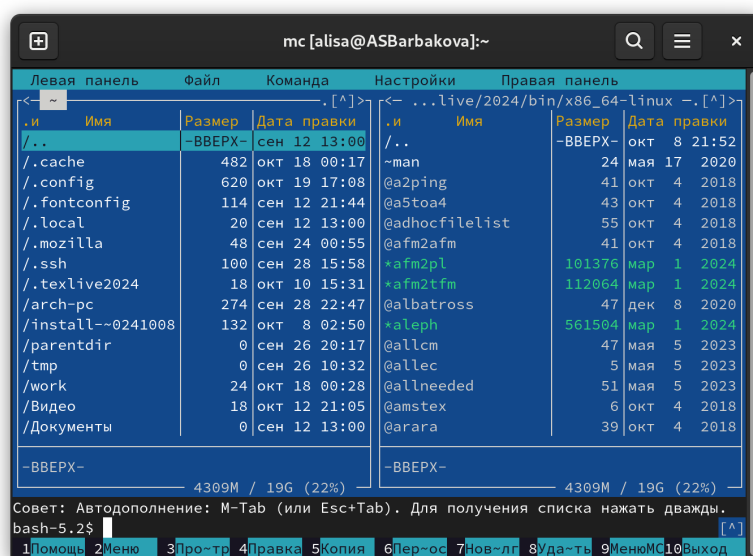 mc [alisa@ASBarbakova]:~
Левая панель Файл Команда Настройки Правая панель
<— ~ —.[^]> <— ...live/2024/bin/x86_64-linux —.[^]>
.и Имя Размер Дата правки .и Имя Размер Дата правки
/.. -ВВЕРХ- сен 12 13:00 /.. -ВВЕРХ- окт 8 21:52
/.cache 482 окт 18 00:17 ~man 24 мая 17 2020
/.config 620 окт 19 17:08 @a2ping 41 окт 4 2018
/.fontconfig 114 сен 12 21:44 @a5toa4 43 окт 4 2018
/.local 20 сен 12 13:00 @adhocfilelist 55 окт 4 2018
/.mozilla 48 сен 24 00:55 @afm2afm 41 окт 4 2018
/.ssh 100 сен 28 15:58 *afm2pl 101376 мар 1 2024
/.texlive2024 18 окт 10 15:31 *afm2tfm 112064 мар 1 2024
/arch-pc 274 сен 28 22:47 @albatross 47 дек 8 2020
/install-~0241008 132 окт 8 02:50 *aleph 561504 мар 1 2024
/parentdir 0 сен 26 20:17 @allcm 47 мая 5 2023
/tmp 0 сен 26 10:32 @allec 5 мая 5 2023
/work 24 окт 18 00:28 @allneeded 51 мая 5 2023
/Видео 18 окт 12 21:05 @amstex 6 окт 4 2018
/Документы 0 сен 12 13:00 @arara 39 окт 4 2018
-ВВЕРХ- -ВВЕРХ-
4309M / 19G (22%) 4309M / 19G (22%)
Совет: Автодополнение: M-Tab (или Esc+Tab). Для получения списка нажать дважды.
bash-5.2$ [^]
1Помощь 2Меню 3Про~тр 4Правка 5Копия 6Пер~ос 7Нов~лг 8Уда~ть 9МенюМС 10Выход